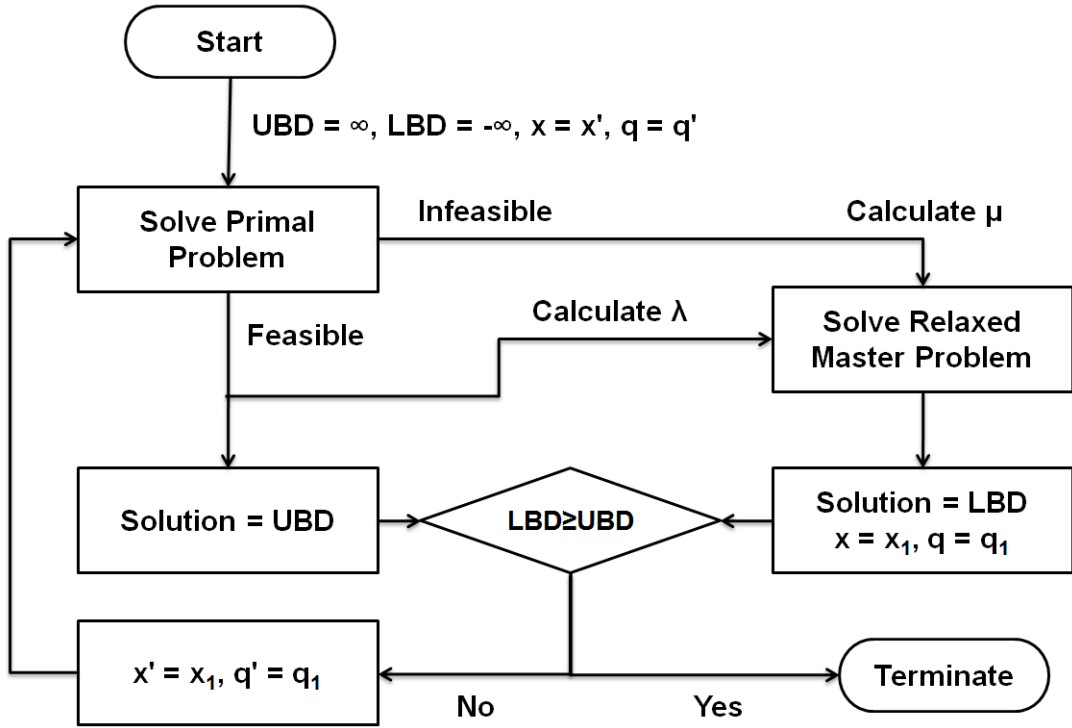 Start
UBD = ∞, LBD = -∞, x = x', q = q'
Solve Primal
Problem
Infeasible
Calculate μ
Feasible
Calculate λ
Solve Relaxed
Master Problem
Solution = UBD
LBD≥UBD
Solution = LBD
x = x₁, q = q₁
x' = x₁, q' = q₁
No
Yes
Terminate